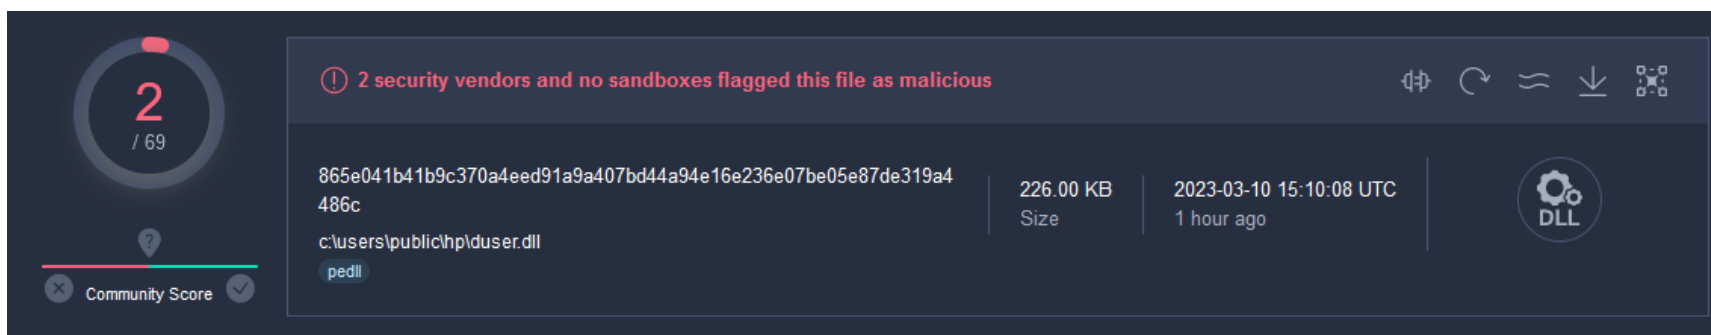 2
/ 69
Community Score
2 security vendors and no sandboxes flagged this file as malicious
865e041b41b9c370a4eed91a9a407bd44a94e16e236e07be05e87de319a4
486c
c:\users\public\hp\duser.dll
pedll
226.00 KB
Size
2023-03-10 15:10:08 UTC
1 hour ago
DLL